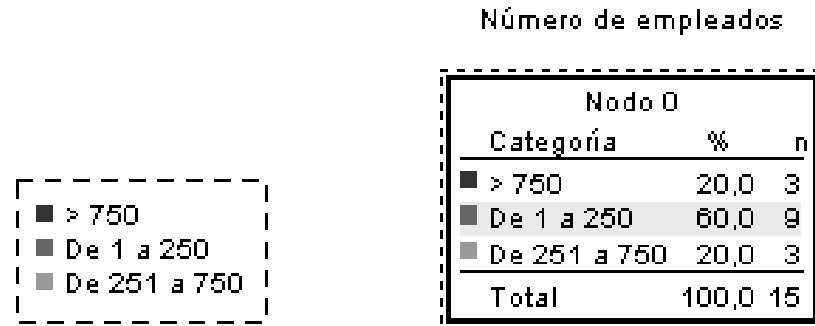 Número de empleados
Nodo 0
Categoría % n
> 750 20,0 3
De 1 a 250 60,0 9
De 251 a 750 20,0 3
Total 100,0 15
> 750
De 1 a 250
De 251 a 750